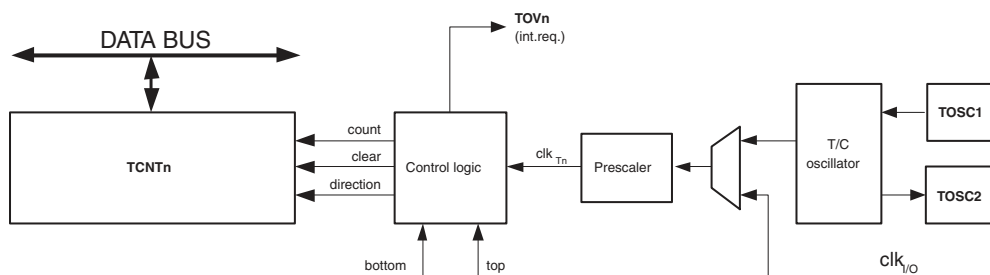 DATA BUS
TOVn
(int.req.)
TCNTn
count
clear
direction
Control logic
clk Tn
Prescaler
T/C
oscillator
TOSC1
TOSC2
bottom
top
clk I/O